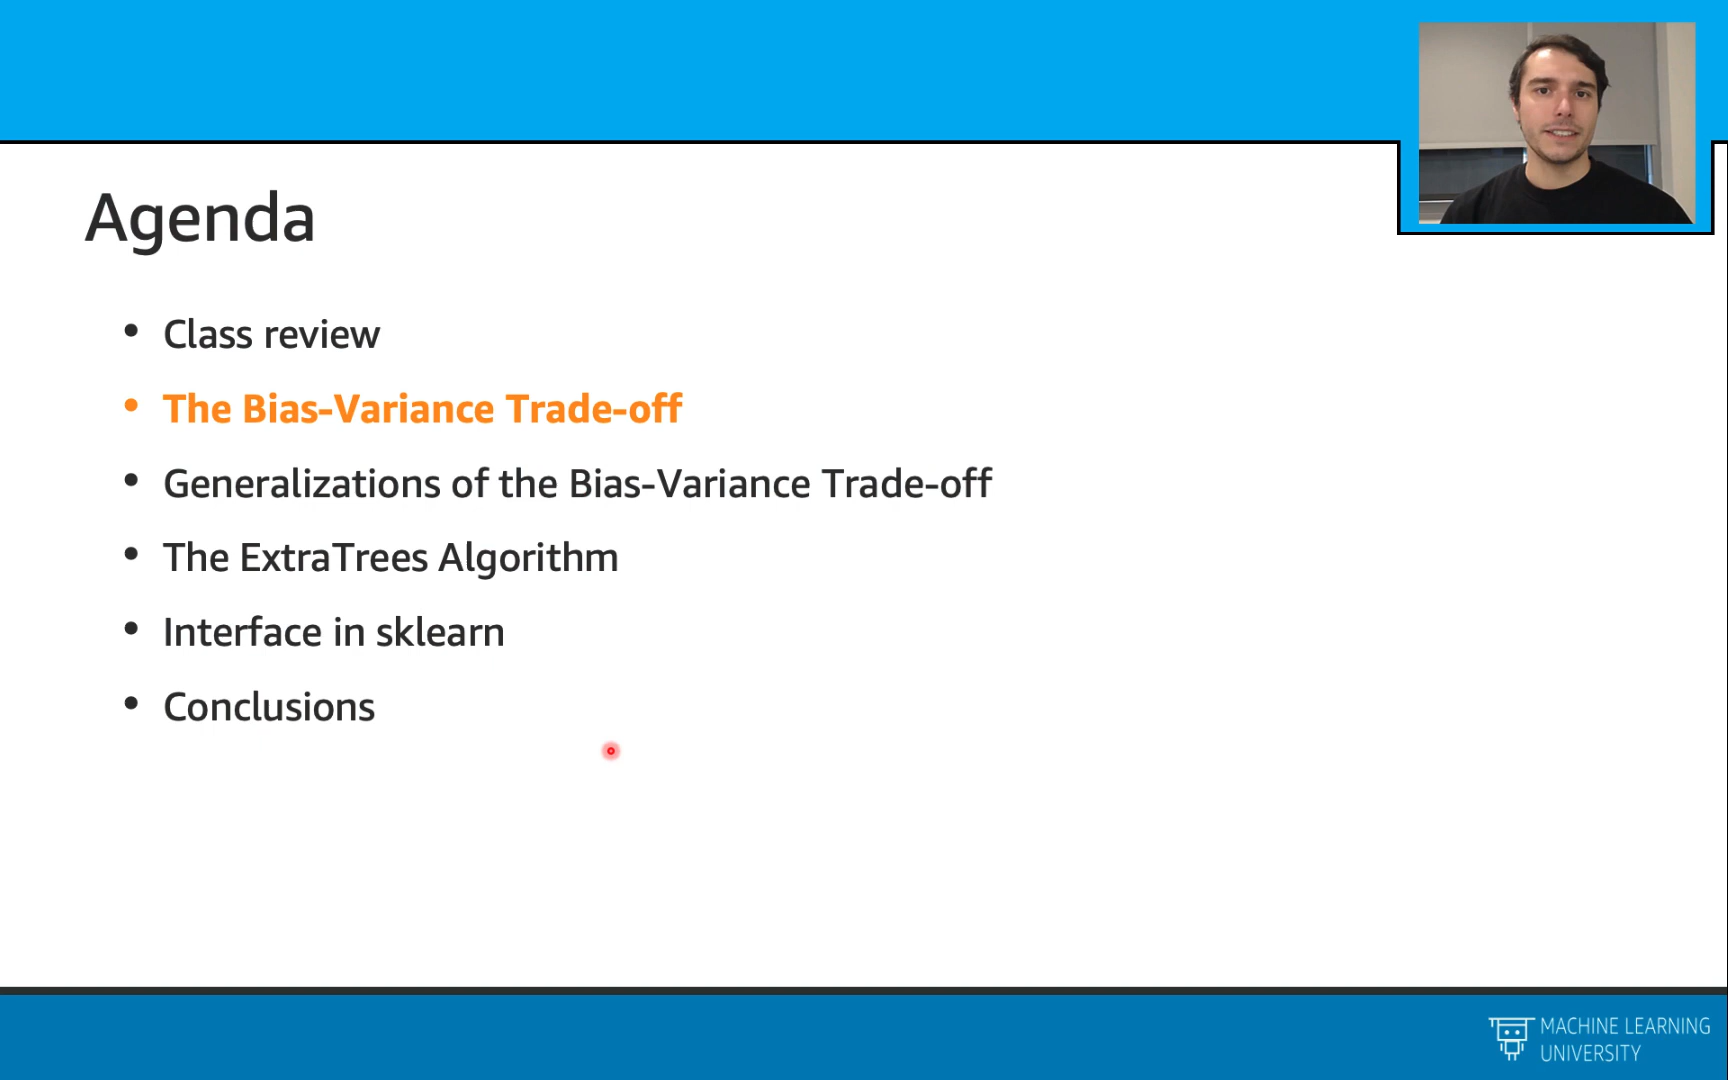 Agenda
• Class review
• The Bias-Variance Trade-off
• Generalizations of the Bias-Variance Trade-off
• The ExtraTrees Algorithm
• Interface in sklearn
• Conclusions
MACHINE LEARNING
UNIVERSITY